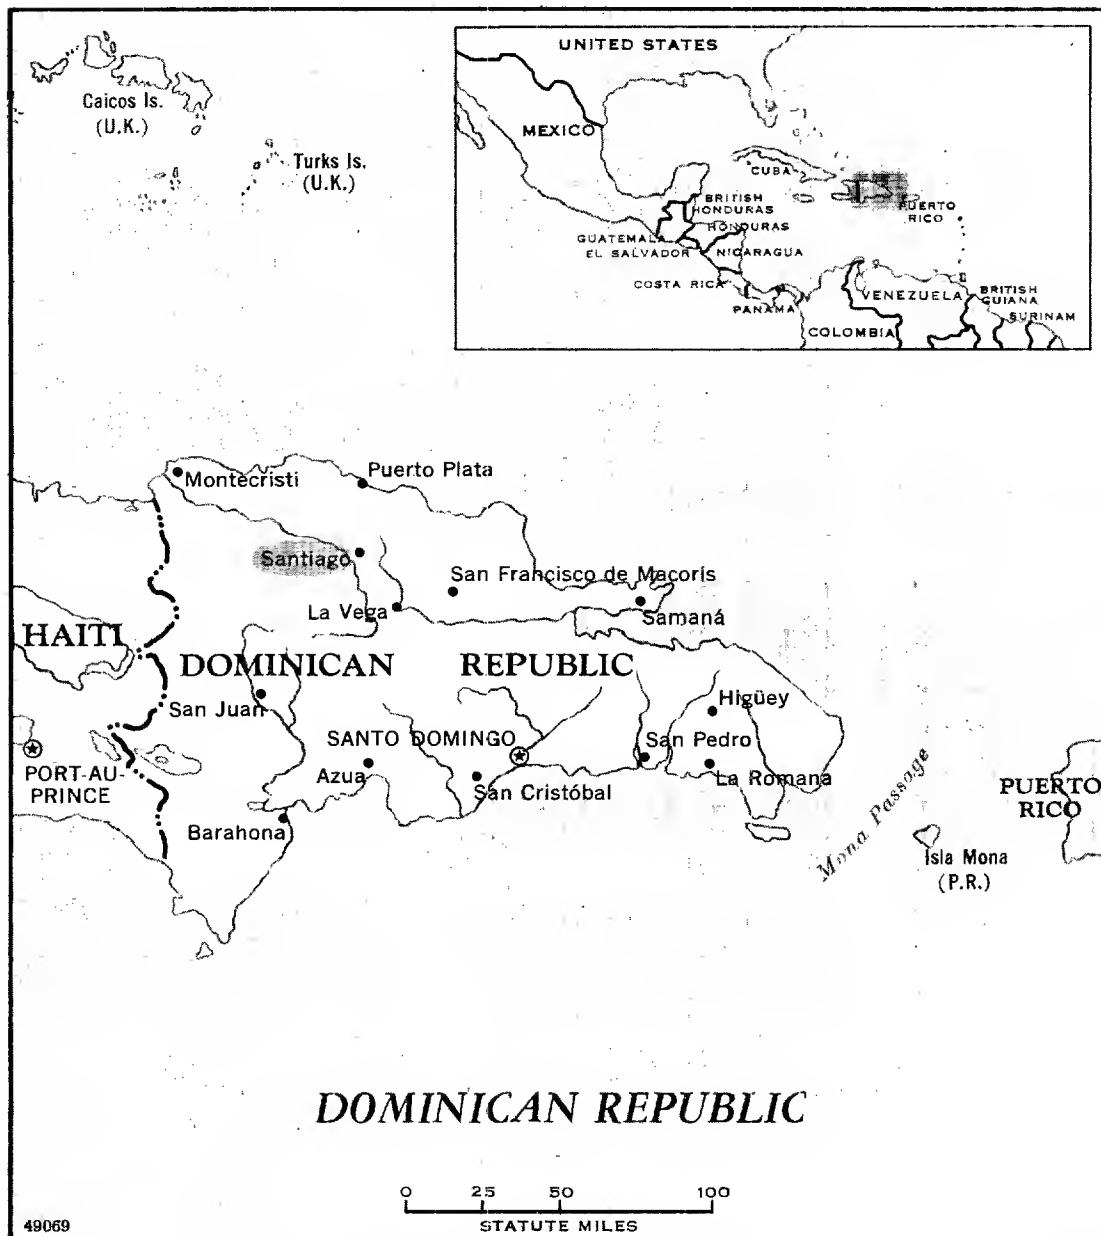 UNITED STATES
MEXICO
CUBA
PUERTO
RICO
BRITISH
HONDURAS
HONDURAS
GUATEMALA
EL SALVADOR
NICARAGUA
COSTA RICA
PANAMA
VENEZUELA
BRITISH
GUIANA
SURINAM
COLOMBIA
Caicos Is.
(U.K.)
Turks Is.
(U.K.)
Montecristi
Puerto Plata
Santiago
San Francisco de Macorís
La Vega
Samaná
HAITI
DOMINICAN REPUBLIC
San Juan
Higüey
SANTO DOMINGO
San Pedro
PORT-AU-
PRINCE
Azua
La Romana
San Cristóbal
Barahona
Mona Passage
PUERTO
RICO
Isla Mona
(P.R.)
DOMINICAN REPUBLIC
0 25 50 100
STATUTE MILES
49069